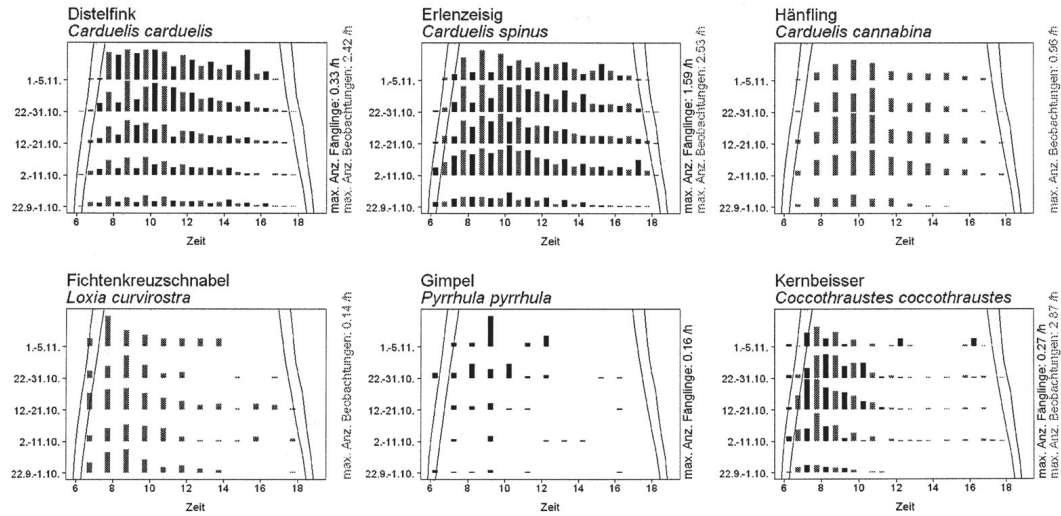 Distelfink
Carduelis carduelis
1.-5.11.
22.-31.10.
12.-21.10.
2.-11.10.
22.9.-1.10.
6 8 10 12 14 16 18
Zeit
max. Anz. Fänglinge: 0.33 /h
max. Anz. Beobachtungen: 2.42 /h
Erlenzeisig
Carduelis spinus
1.-5.11.
22.-31.10.
12.-21.10.
2.-11.10.
22.9.-1.10.
6 8 10 12 14 16 18
Zeit
max. Anz. Fänglinge: 1.59 /h
max. Anz. Beobachtungen: 2.53 /h
Hänfling
Carduelis cannabina
1.-5.11.
22.-31.10.
12.-21.10.
2.-11.10.
22.9.-1.10.
6 8 10 12 14 16 18
Zeit
max. Anz. Beobachtungen: 0.96 /h
Fichtenkreuzschnabel
Loxia curvirostra
1.-5.11.
22.-31.10.
12.-21.10.
2.-11.10.
22.9.-1.10.
6 8 10 12 14 16 18
Zeit
max. Anz. Beobachtungen: 0.14 /h
Gimpel
Pyrrhula pyrrhula
1.-5.11.
22.-31.10.
12.-21.10.
2.-11.10.
22.9.-1.10.
6 8 10 12 14 16 18
Zeit
max. Anz. Fänglinge: 0.16 /h
Kernbeisser
Coccothraustes coccothraustes
1.-5.11.
22.-31.10.
12.-21.10.
2.-11.10.
22.9.-1.10.
6 8 10 12 14 16 18
Zeit
max. Anz. Fänglinge: 0.27 /h
max. Anz. Beobachtungen: 2.87 /h